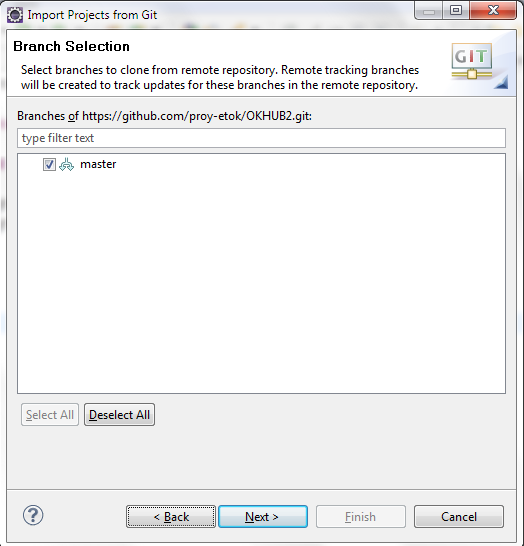 Import Projects from Git
Branch Selection
GIT
Select branches to clone from remote repository. Remote tracking branches
will be created to track updates for these branches in the remote repository.
Branches of https://github.com/proy-etok/OKHUB2.git:
type filter text
master
Select All
Deselect All
?
< Back
Next >
Finish
Cancel